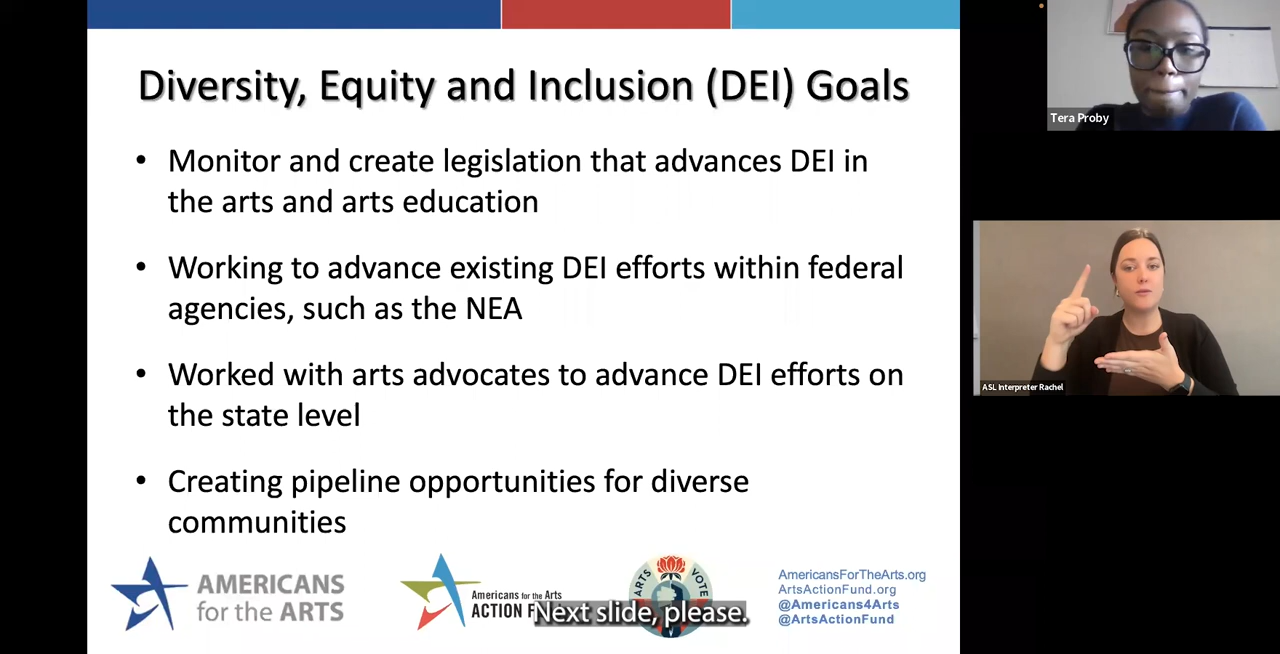 Diversity, Equity and Inclusion (DEI) Goals
• Monitor and create legislation that advances DEI in
the arts and arts education
• Working to advance existing DEI efforts within federal
agencies, such as the NEA
• Worked with arts advocates to advance DEI efforts on
the state level
• Creating pipeline opportunities for diverse
communities
AMERICANS
for the ARTS
Americans for the Arts
ACTION F
ARTS VOTE
AmericansForTheArts.org
ArtsActionFund.org
@Americans4Arts
@ArtsActionFund
Next slide, please.
Tera Proby
ASL Interpreter Rachel